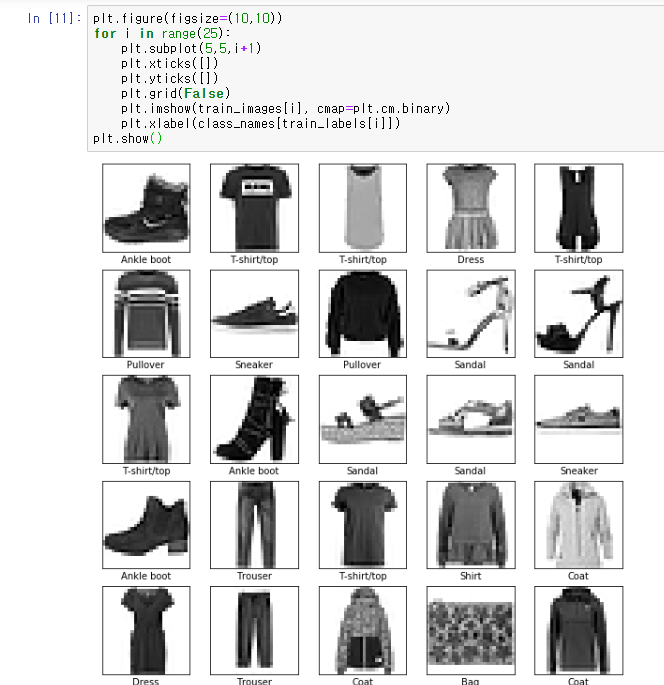 In [11]: plt.figure(figsize=(10,10))
for i in range(25):
    plt.subplot(5,5,i+1)
    plt.xticks([])
    plt.yticks([])
    plt.grid(False)
    plt.imshow(train_images[i], cmap=plt.cm.binary)
    plt.xlabel(class_names[train_labels[i]])
plt.show()
Ankle boot T-shirt/top T-shirt/top Dress T-shirt/top
Pullover Sneaker Pullover Sandal Sandal
T-shirt/top Ankle boot Sandal Sandal Sneaker
Ankle boot Trouser T-shirt/top Shirt Coat
Dress Trouser Coat Bag Coat